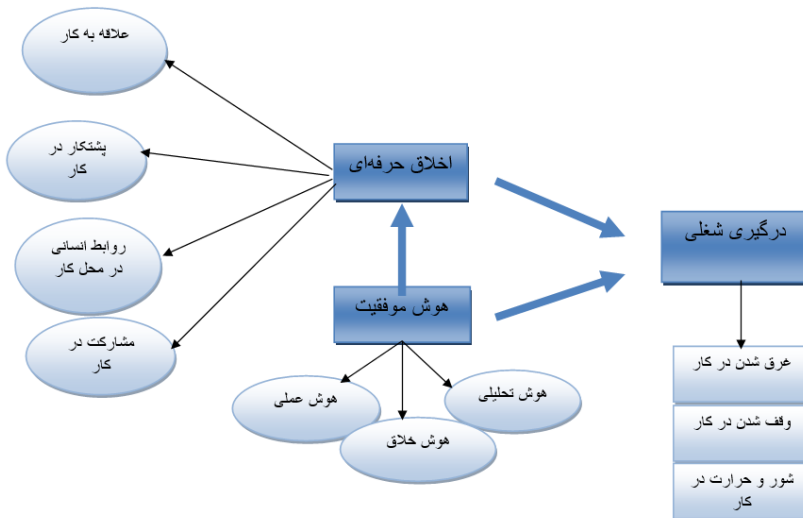 علاقه به کار
پشتکار در
کار
روابط انسانی
در محل کار
مشارکت در
کار
اخلاق حرفه‌ای
هوش موفقیت
هوش عملی
هوش خلاق
هوش تحلیلی
درگیری شغلی
غرق شدن در کار
وقف شدن در کار
شور و حرارت در
کار